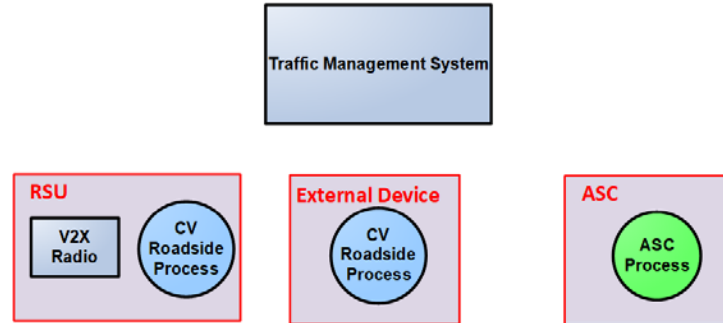 Traffic Management System
RSU
V2X
Radio
CV
Roadside
Process
External Device
CV
Roadside
Process
ASC
ASC
Process